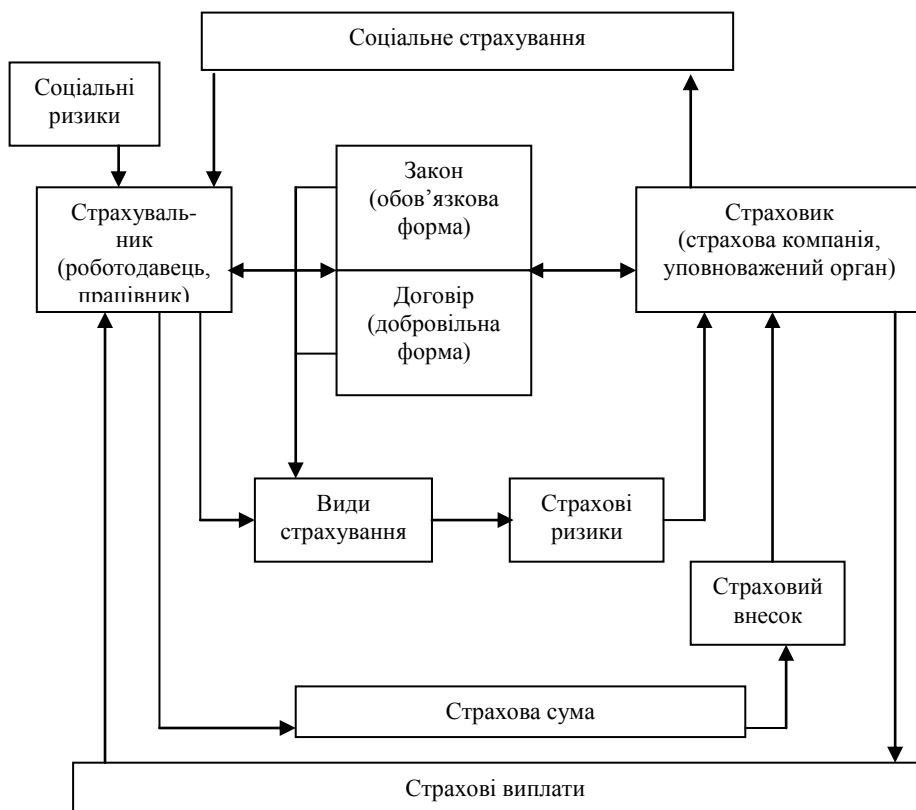 Соціальне страхування
Соціальні
ризики
Закон
(обов’язкова
форма)
Страхуваль-
ник
(роботодавець,
працівник)
Страховик
(страхова компанія,
уповноважений орган)
Договір
(добровільна
форма)
Види
страхування
Страхові
ризики
Страховий
внесок
Страхова сума
Страхові виплати